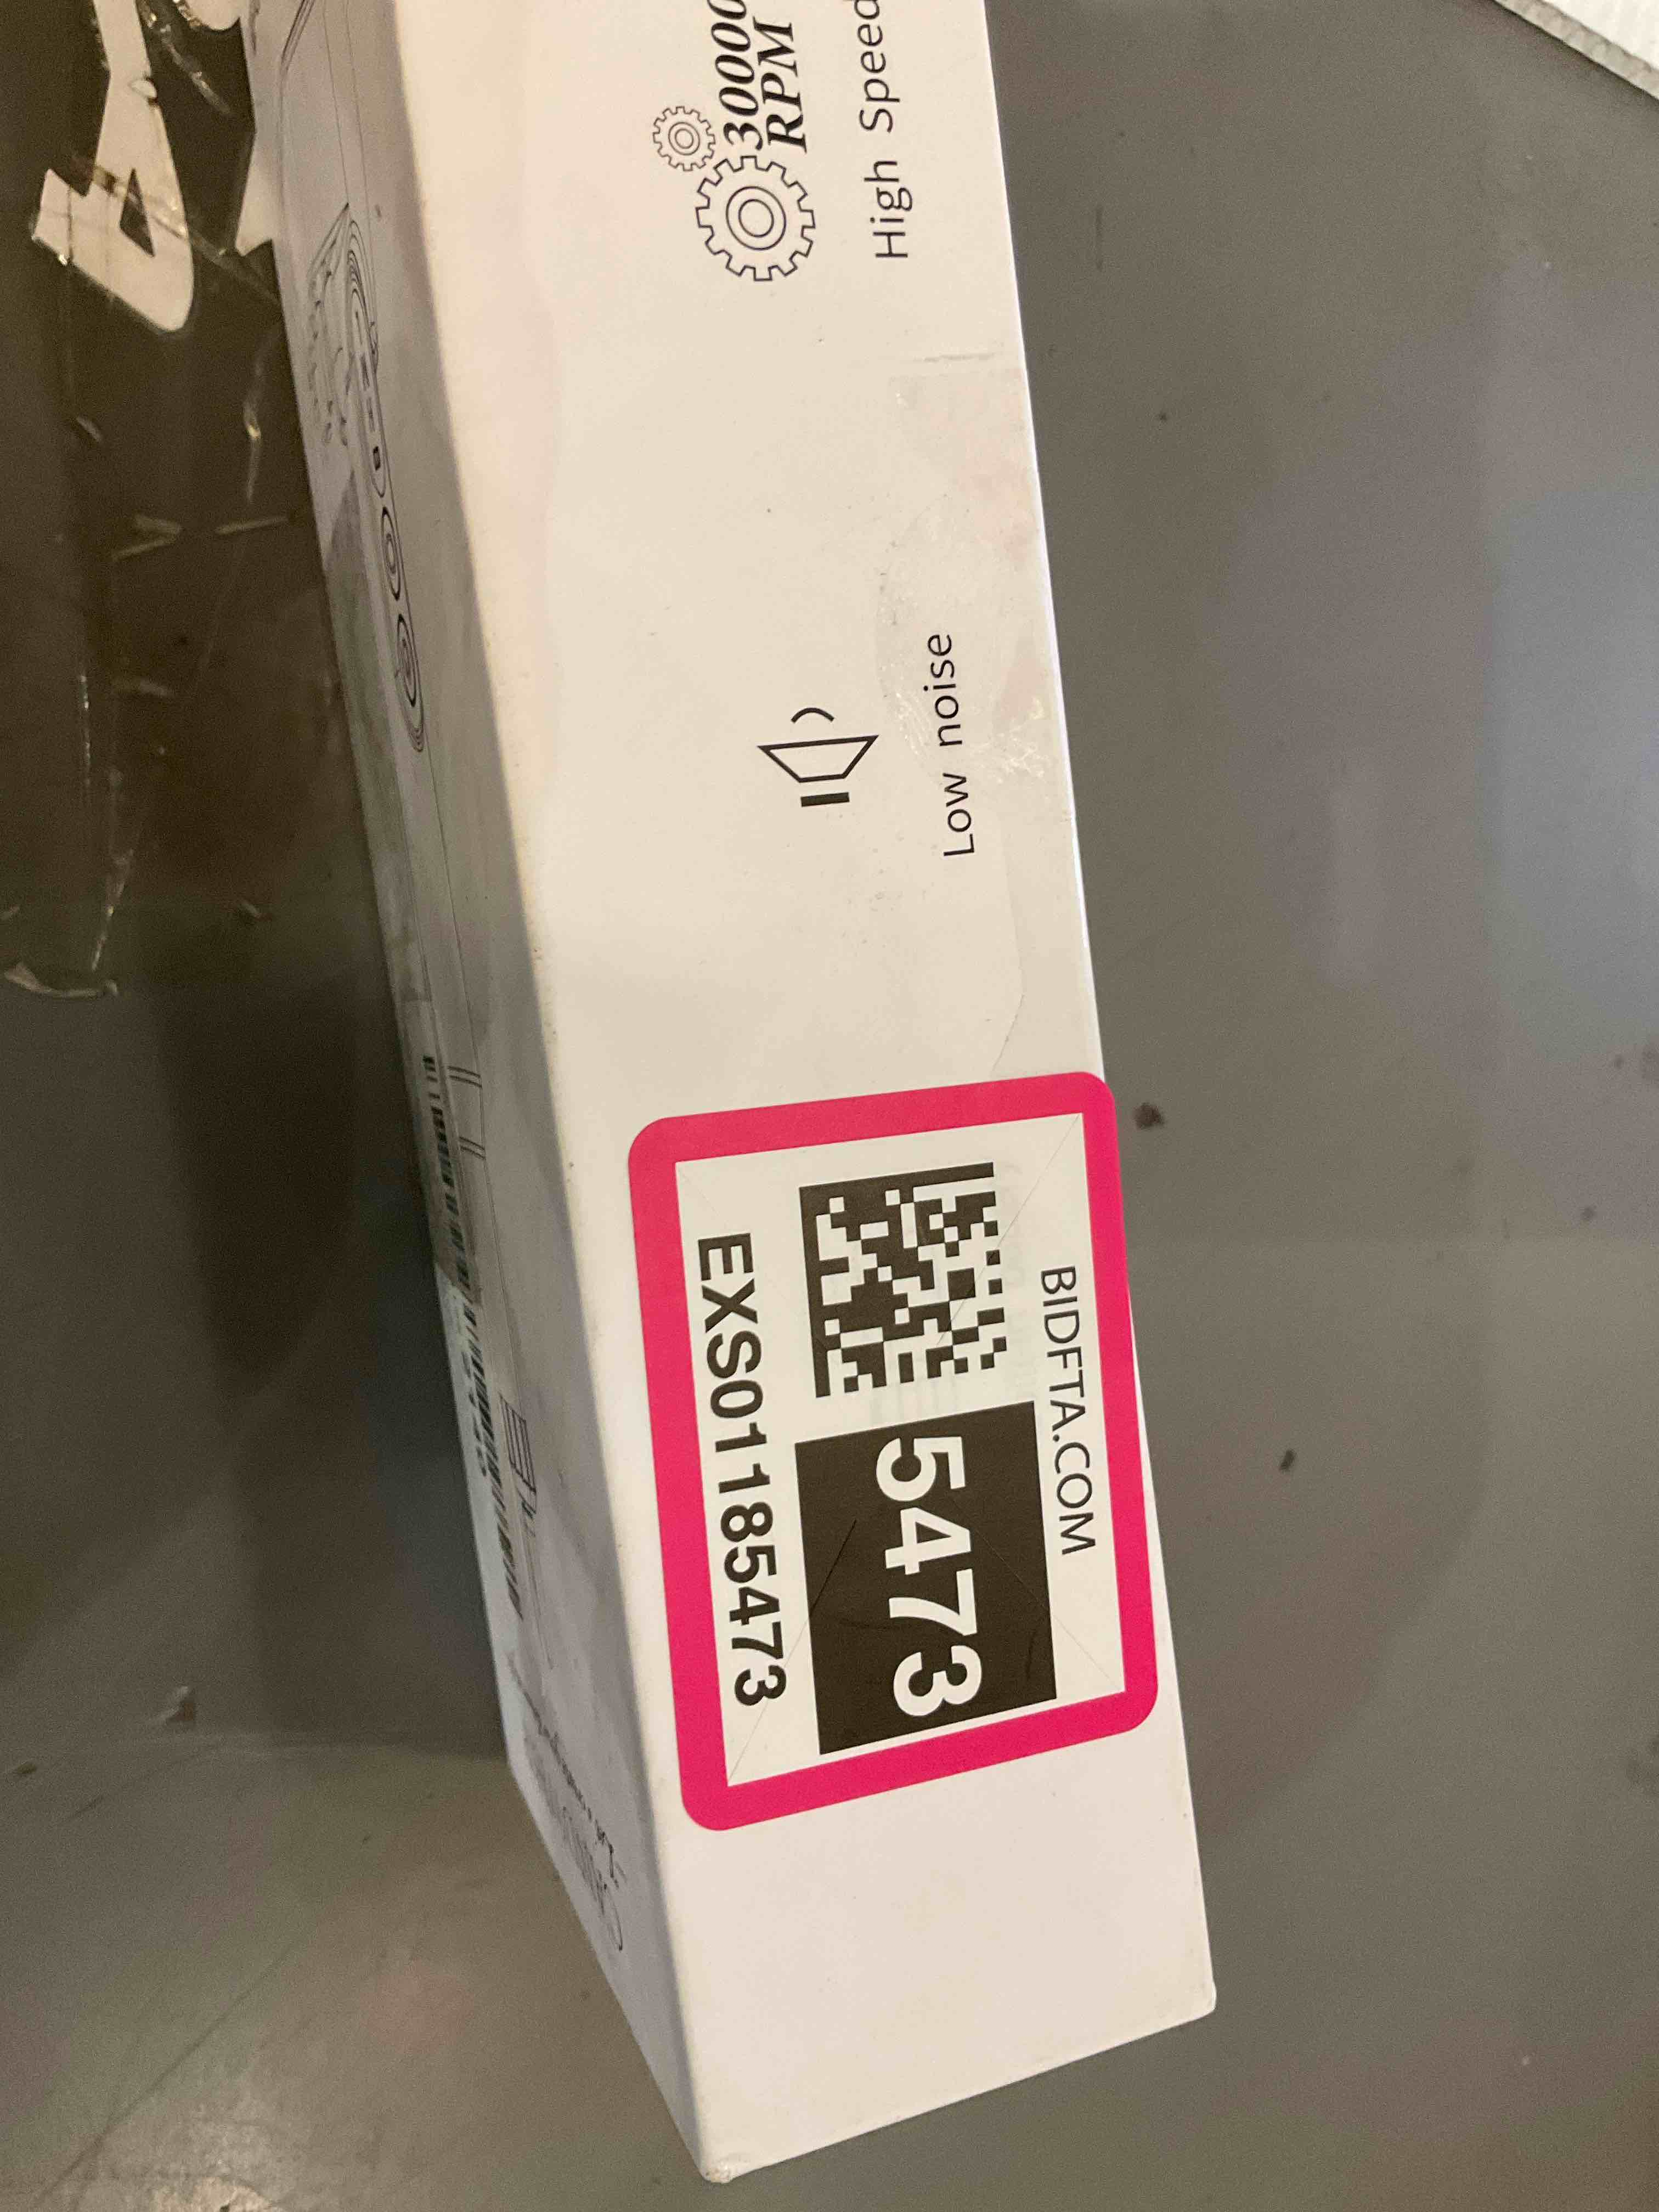 30000
RPM
High Speed
Low noise
BIDFTA.COM
5473
EXS01185473